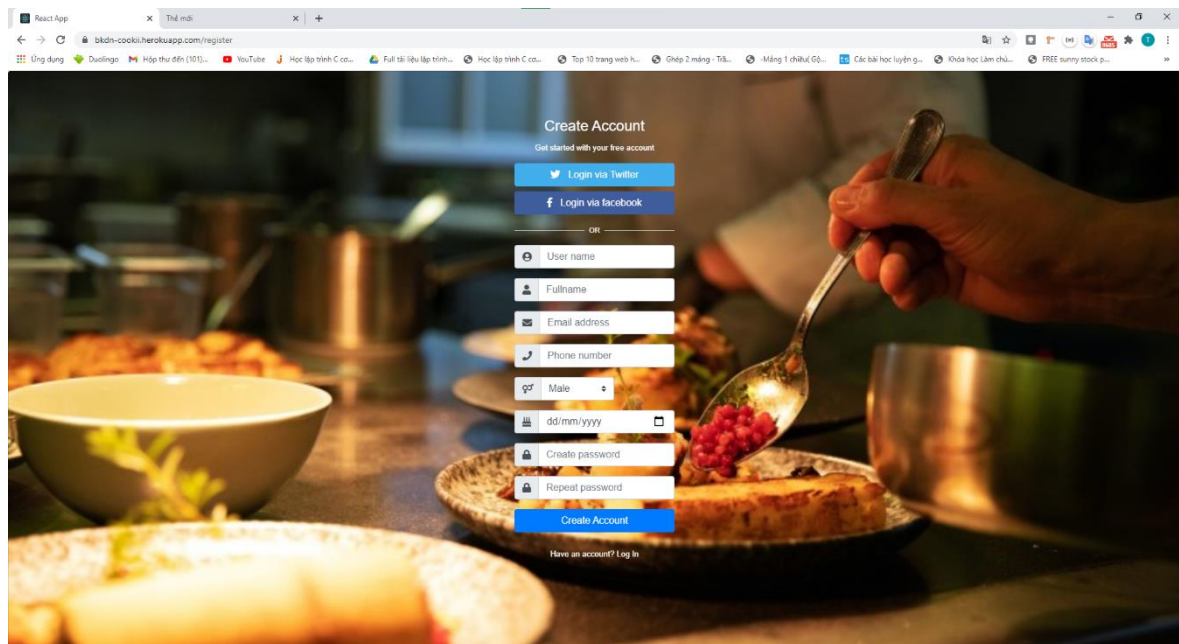 React App
Thẻ mới
bkdn-cookii.herokuapp.com/register
Ứng dụng Duolingo Hộp thư đến (101)... YouTube Học lập trình C cơ... Full tài liệu lập trình... Học lập trình C cơ... Top 10 trang web h... Ghép 2 mảng - Trầ... -Mảng 1 chiều( Gộ... Các bài học luyện g... Khóa học Làm chủ... FREE sunny stock p... »
Create Account
Get started with your free account
Login via Twitter
Login via facebook
OR
User name
Fullname
Email address
Phone number
Male
dd/mm/yyyy
Create password
Repeat password
Create Account
Have an account? Log In